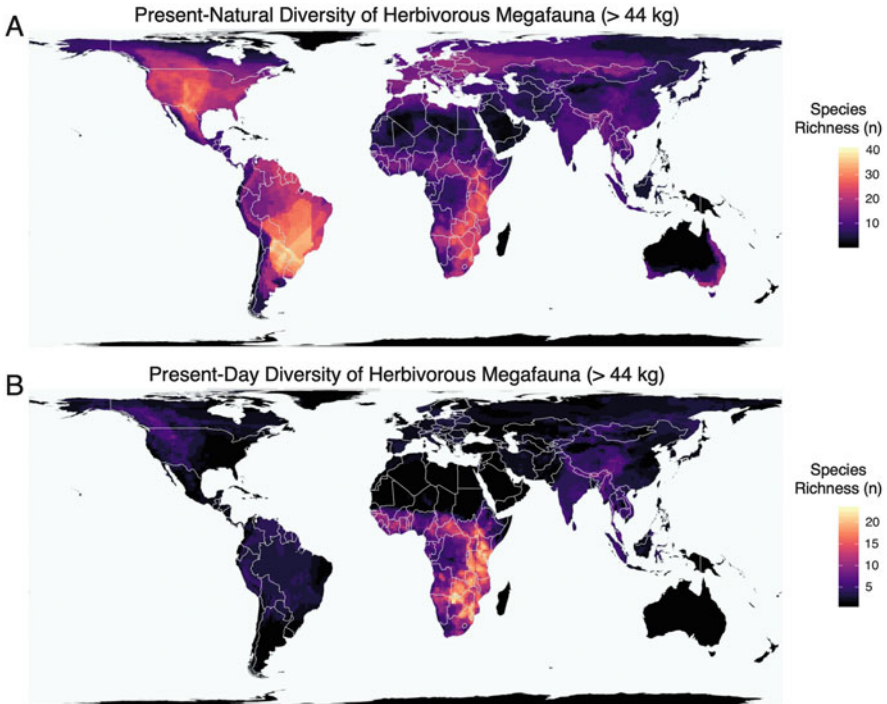 A
Present-Natural Diversity of Herbivorous Megafauna (> 44 kg)
Species
Richness (n)
40
30
20
10
B
Present-Day Diversity of Herbivorous Megafauna (> 44 kg)
Species
Richness (n)
20
15
10
5